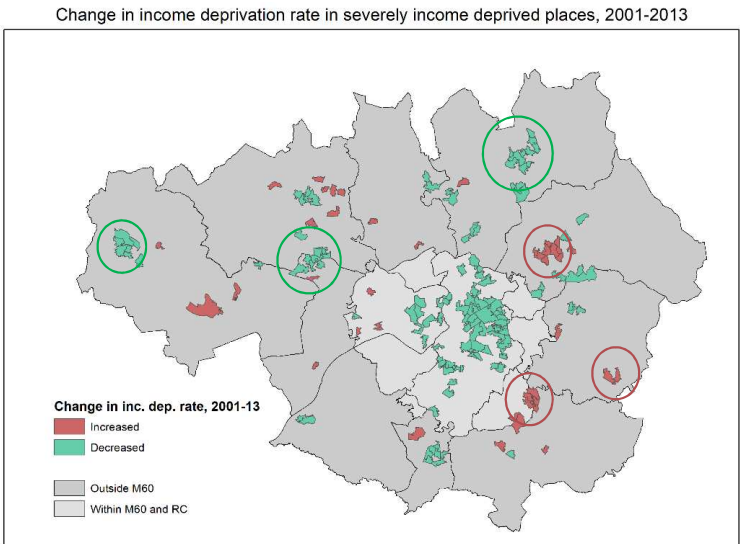 Change in income deprivation rate in severely income deprived places, 2001-2013
Change in inc. dep. rate, 2001-13
Increased
Decreased
Outside M60
Within M60 and RC